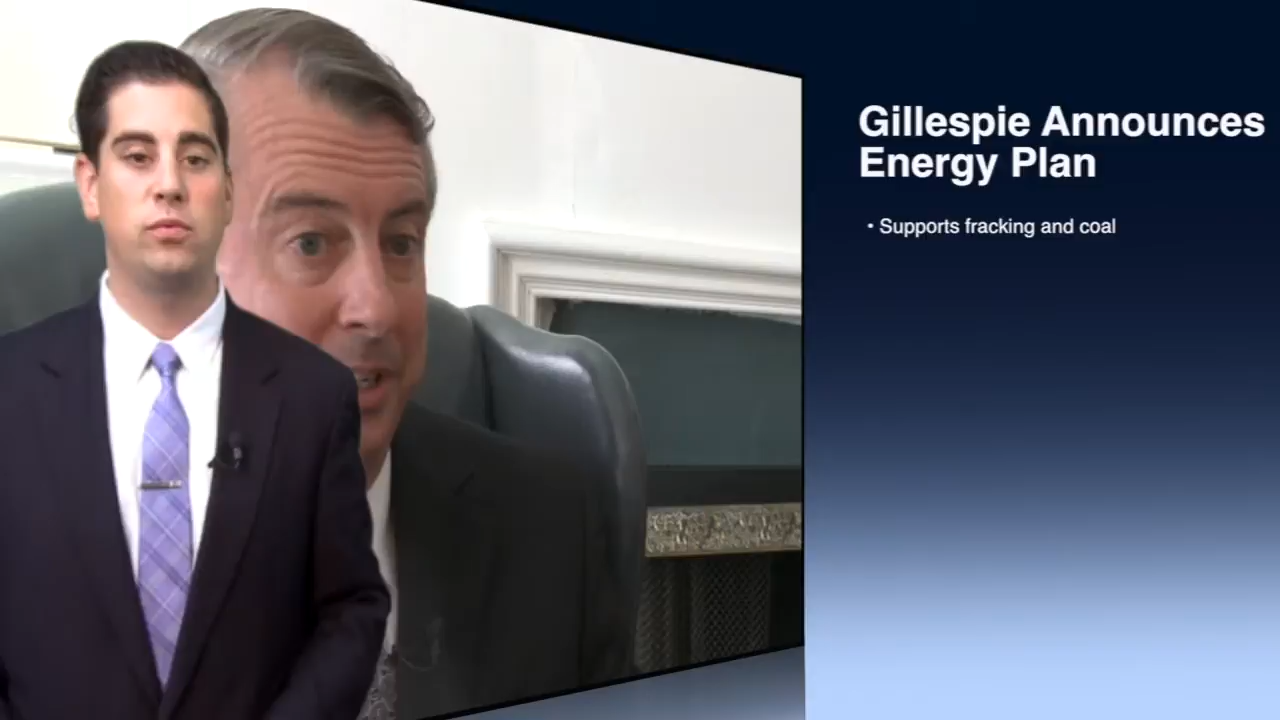 Gillespie Announces
Energy Plan
• Supports fracking and coal